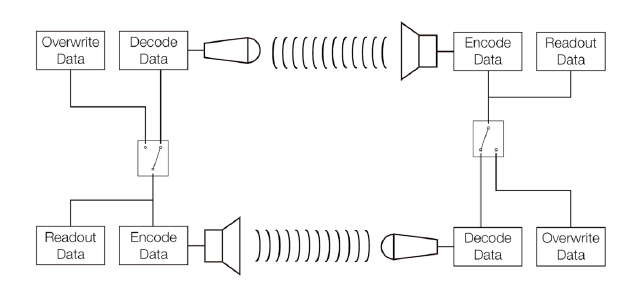 Overwrite
Data
Decode
Data
Encode
Data
Readout
Data
Readout
Data
Encode
Data
Decode
Data
Overwrite
Data